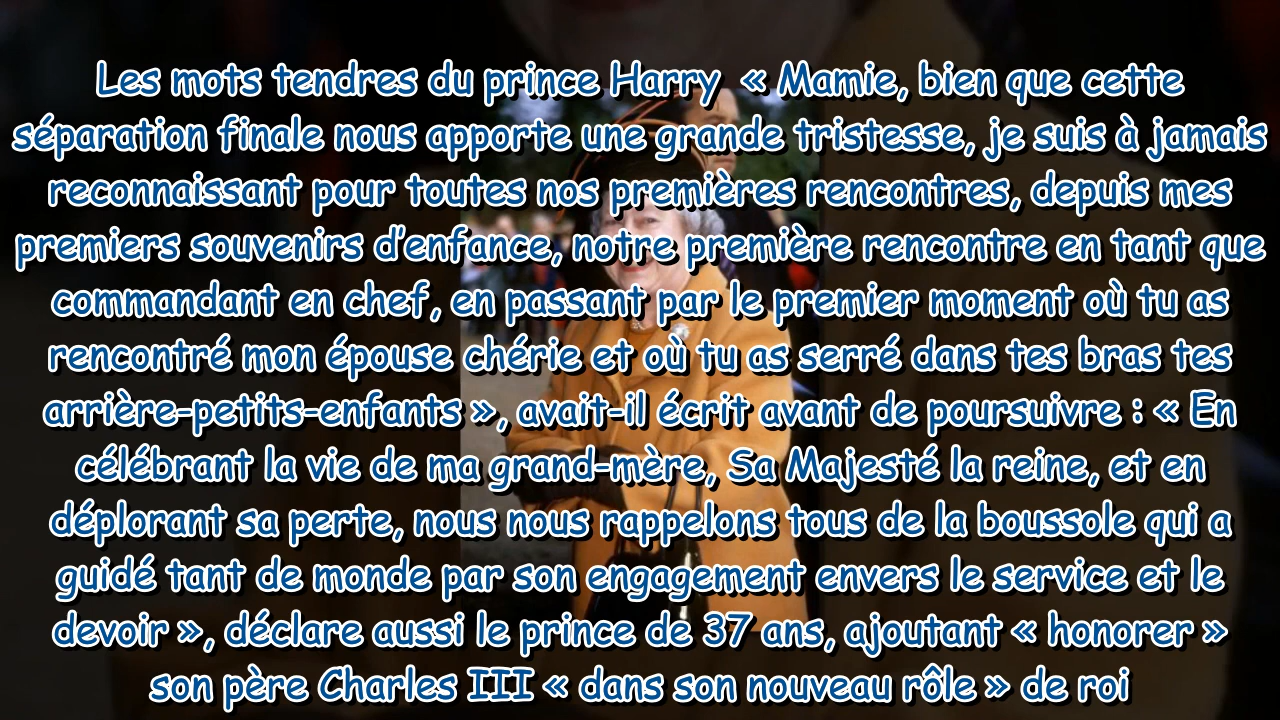 Les mots tendres du prince Harry « Mamie, bien que cette
séparation finale nous apporte une grande tristesse, je suis à jamais
reconnaissant pour toutes nos premières rencontres, depuis mes
premiers souvenirs d’enfance, notre première rencontre en tant que
commandant en chef, en passant par le premier moment où tu as
rencontré mon épouse chérie et où tu as serré dans tes bras tes
arrière-petits-enfants », avait-il écrit avant de poursuivre : « En
célébrant la vie de ma grand-mère, Sa Majesté la reine, et en
déplorant sa perte, nous nous rappelons tous de la boussole qui a
guidé tant de monde par son engagement envers le service et le
devoir », déclare aussi le prince de 37 ans, ajoutant « honorer »
son père Charles III « dans son nouveau rôle » de roi